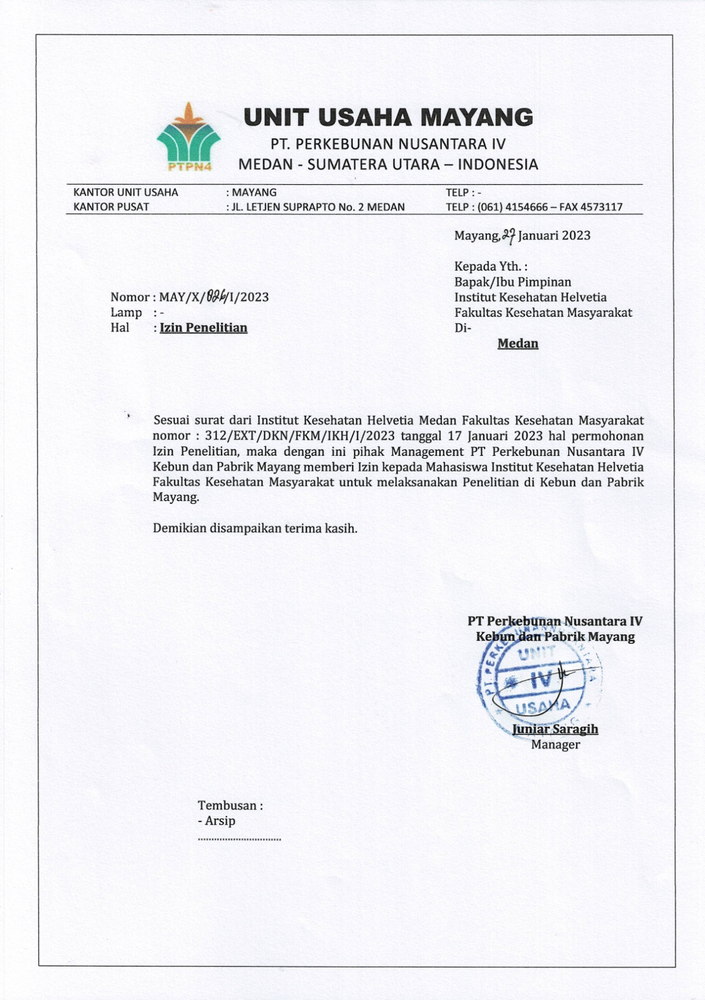 UNIT USAHA MAYANG
PTPN4
PT. PERKEBUNAN NUSANTARA IV
MEDAN - SUMATERA UTARA – INDONESIA
KANTOR UNIT USAHA : MAYANG TELP : -
KANTOR PUSAT : JL. LETJEN SUPRAPTO No. 2 MEDAN TELP : (061) 4154666 – FAX 4573117
Mayang, 27 Januari 2023
Kepada Yth. :
Bapak/Ibu Pimpinan
Institut Kesehatan Helvetia
Fakultas Kesehatan Masyarakat
Di-
Medan
Nomor : MAY/X/026/I/2023
Lamp : -
Hal : Izin Penelitian
Sesuai surat dari Institut Kesehatan Helvetia Medan Fakultas Kesehatan Masyarakat
nomor : 312/EXT/DKN/FKM/IKH/I/2023 tanggal 17 Januari 2023 hal permohonan
Izin Penelitian, maka dengan ini pihak Management PT Perkebunan Nusantara IV
Kebun dan Pabrik Mayang memberi Izin kepada Mahasiswa Institut Kesehatan Helvetia
Fakultas Kesehatan Masyarakat untuk melaksanakan Penelitian di Kebun dan Pabrik
Mayang.
Demikian disampaikan terima kasih.
PT Perkebunan Nusantara IV
Kebun dan Pabrik Mayang
PT. PERKEBUNAN NUSANTARA
UNIT
IV
USAHA
Juniar Saragih
Manager
Tembusan :
- Arsip
...............................